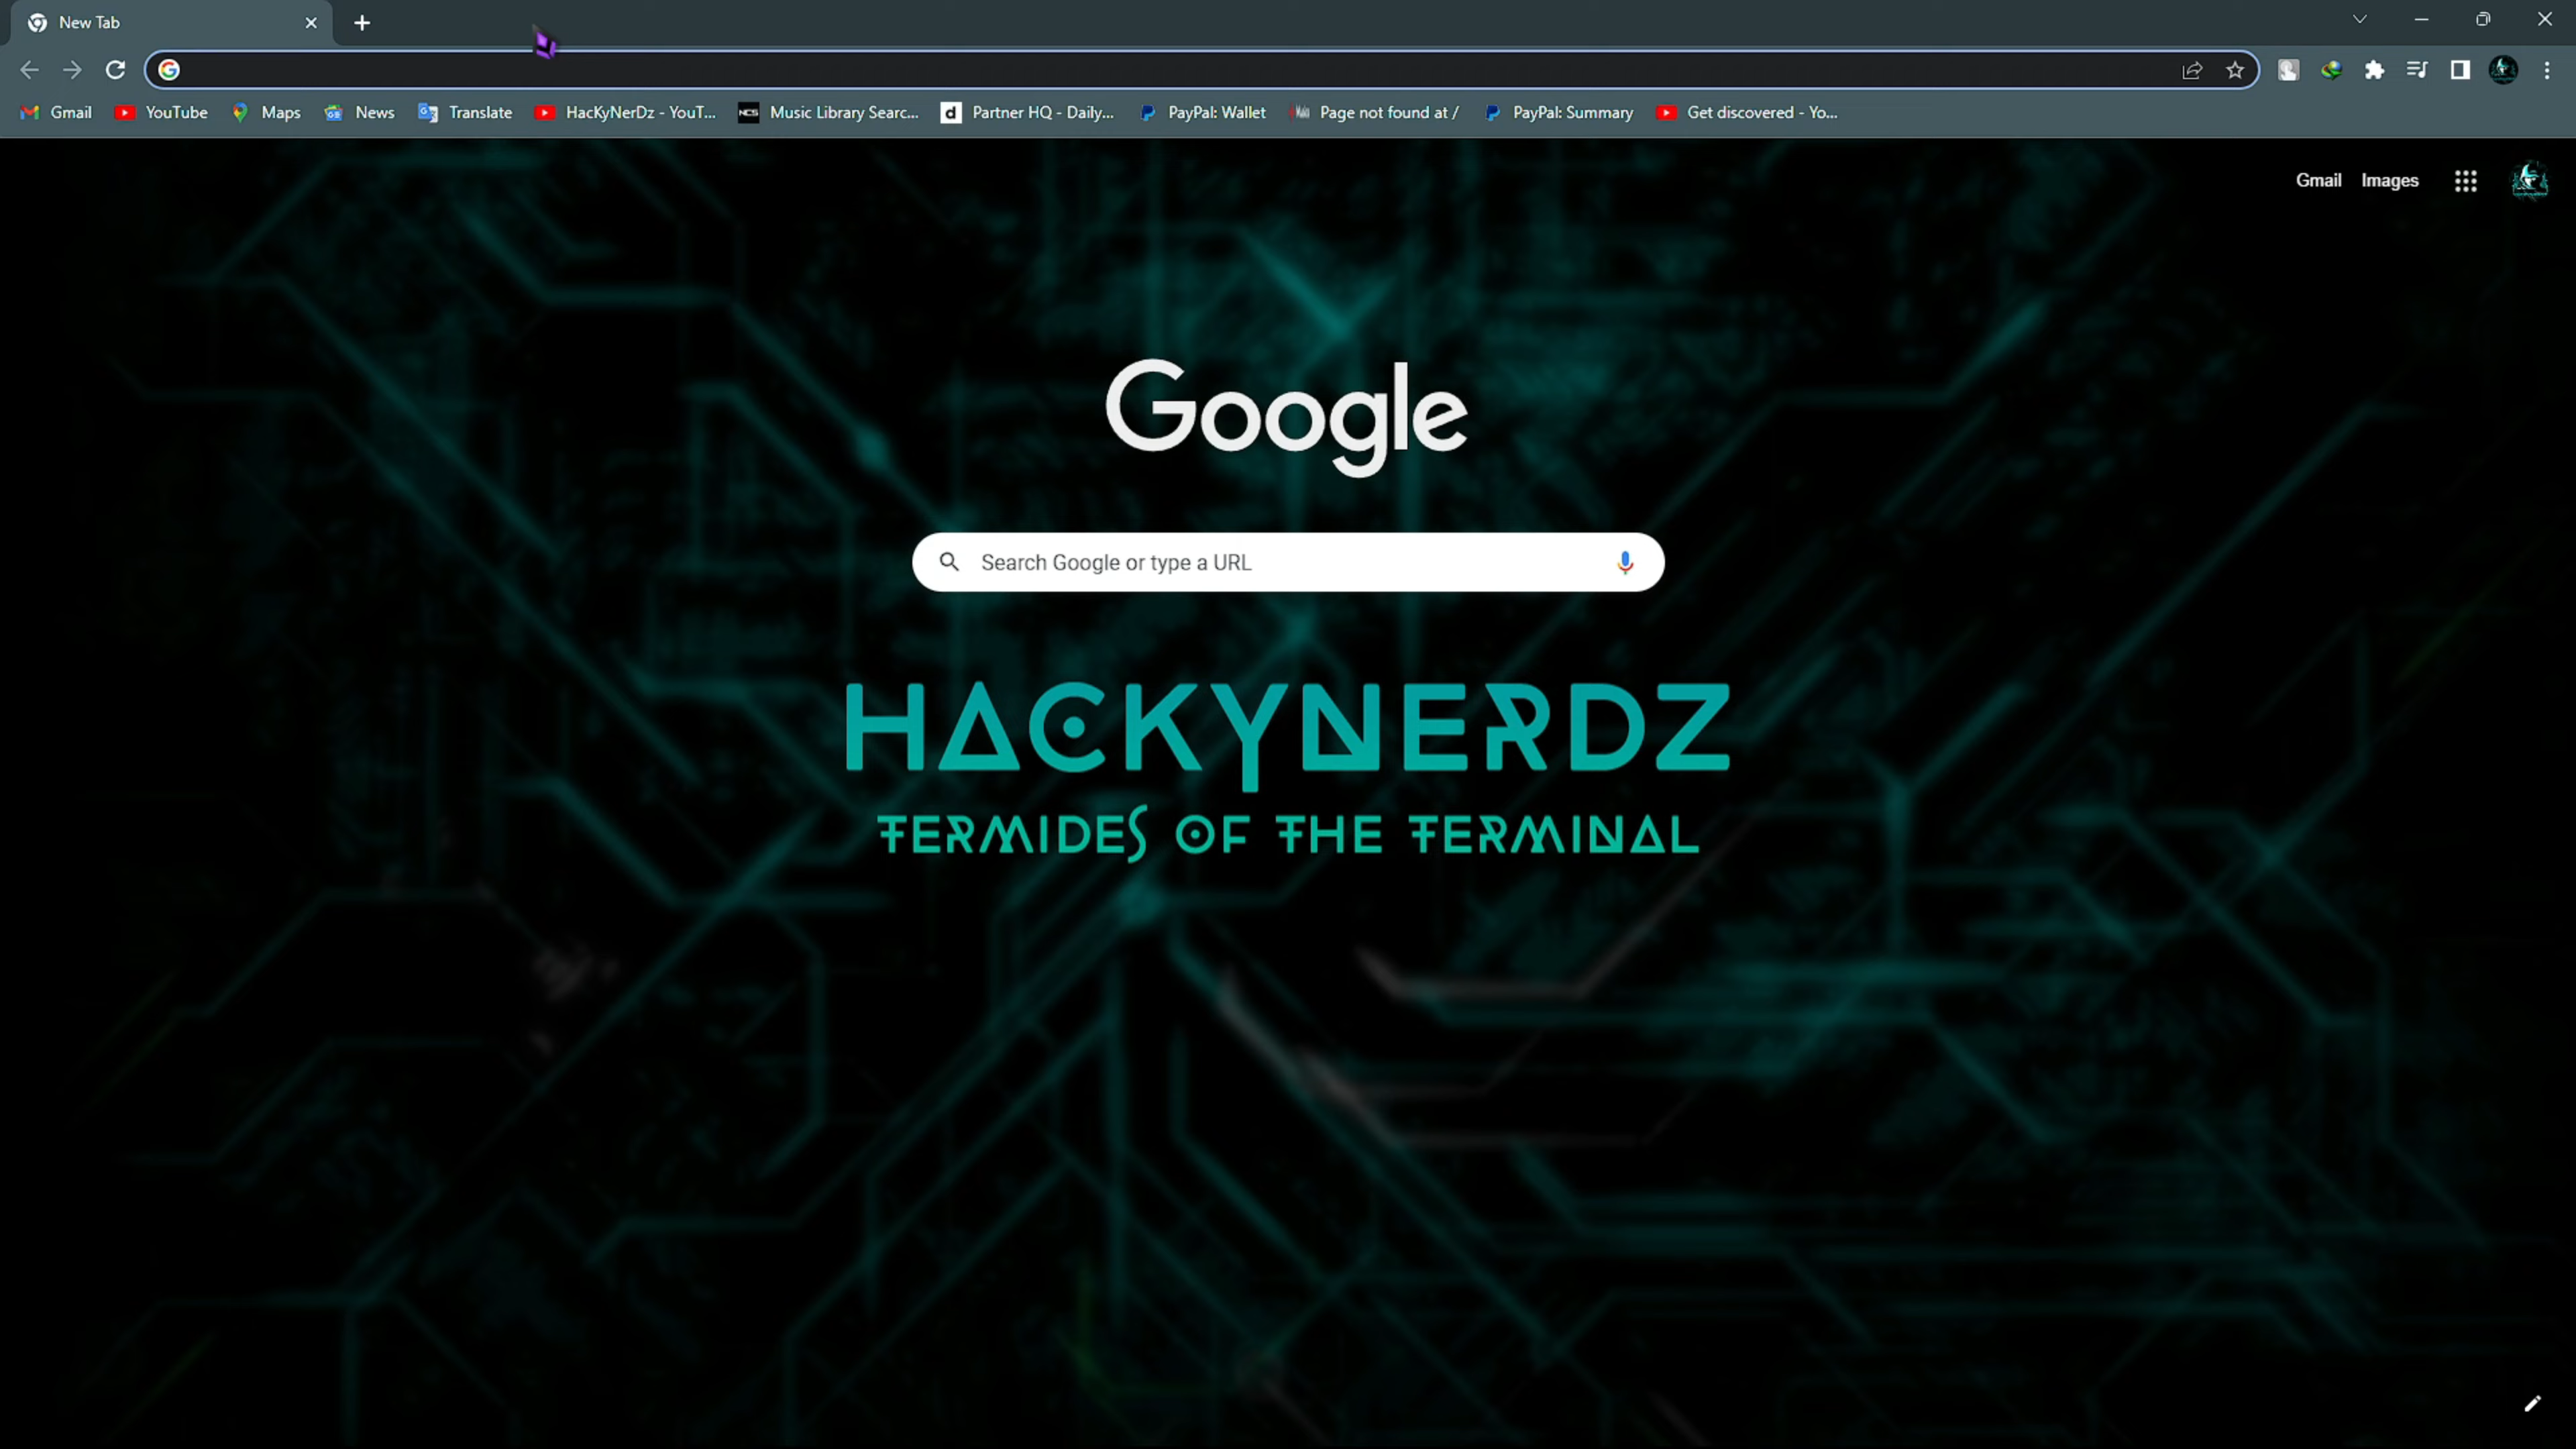 New Tab
Gmail YouTube Maps News Translate HacKyNerDz - YouT... NCS Music Library Searc... d Partner HQ - Daily... PayPal: Wallet Page not found at / PayPal: Summary Get discovered - Yo...
Gmail Images
Google
Search Google or type a URL
HACKYNERDZ
TERMIDES OF THE TERMINAL